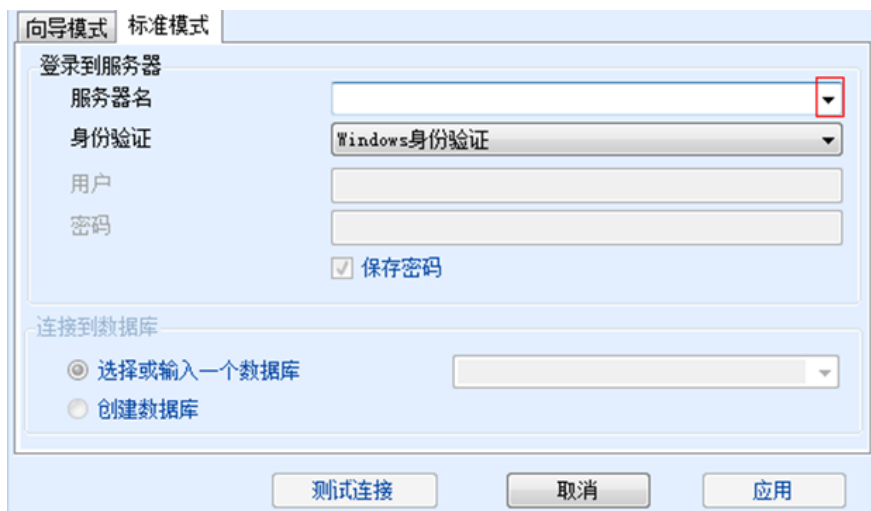 向导模式 标准模式
登录到服务器
服务器名
身份验证 Windows身份验证
用户
密码
保存密码
连接到数据库
选择或输入一个数据库
创建数据库
测试连接 取消 应用